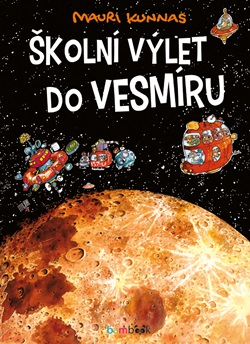 MAURI KUNNAS
ŠKOLNÍ VÝLET
DO VESMÍRU
bambook